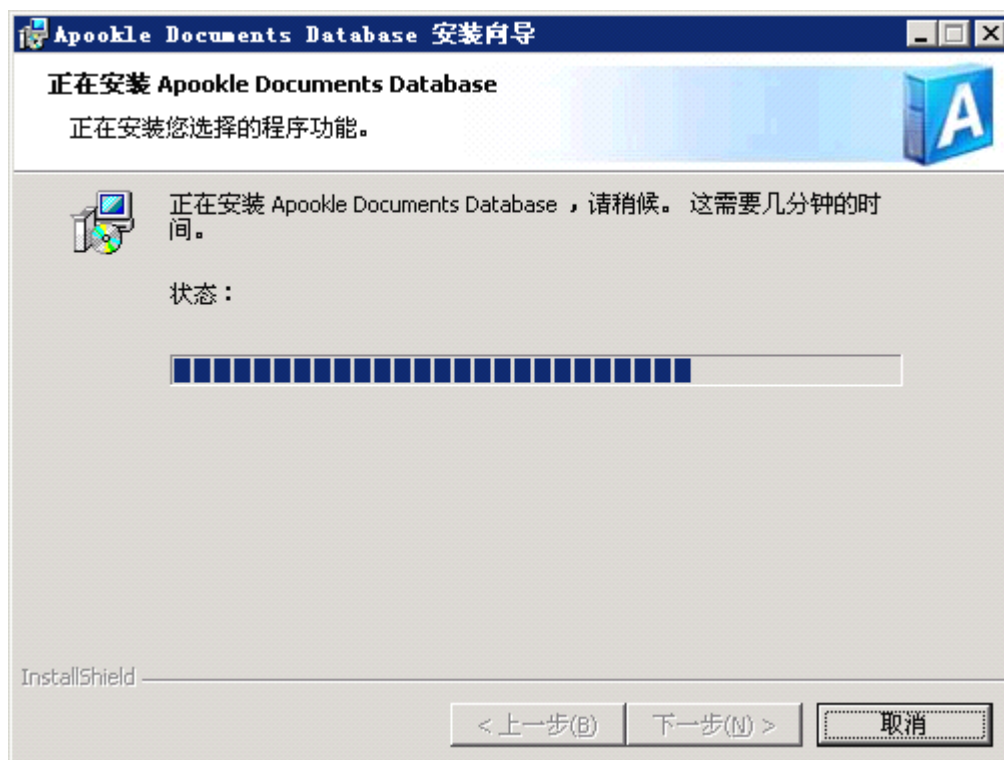 Apookle Documents Database 安装向导
正在安装 Apookle Documents Database
正在安装您选择的程序功能。
正在安装 Apookle Documents Database ，请稍候。 这需要几分钟的时
间。
状态：
InstallShield
< 上一步(B)
下一步(N) >
取消
A